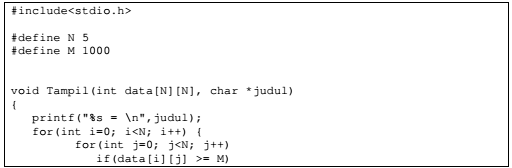 #include<stdio.h>
#define N 5
#define M 1000
void Tampil(int data[N][N], char *judul)
{
printf("%s = \n",judul);
for(int i=0; i<N; i++) {
for(int j=0; j<N; j++)
if(data[i][j] >= M)